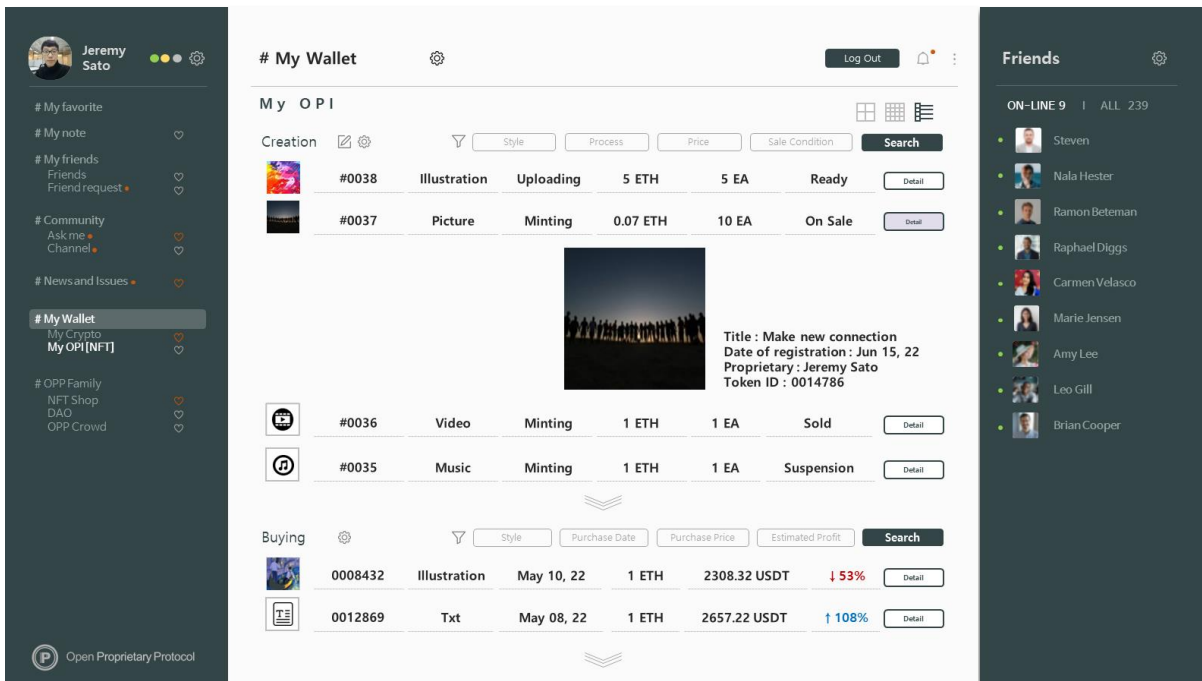 Jeremy
Sato
# My favorite
# My note
# My friends
Friends
Friend request
# Community
Ask me
Channel
# News and Issues
# My Wallet
My Crypto
My OPI [NFT]
# OPP Family
NFT Shop
DAO
OPP Crowd
P Open Proprietary Protocol
# My Wallet
Log Out
My OPI
Creation Style Process Price Sale Condition Search
#0038 Illustration Uploading 5 ETH 5 EA Ready Detail
#0037 Picture Minting 0.07 ETH 10 EA On Sale Detail
Title : Make new connection
Date of registration : Jun 15, 22
Proprietary : Jeremy Sato
Token ID : 0014786
#0036 Video Minting 1 ETH 1 EA Sold Detail
#0035 Music Minting 1 ETH 1 EA Suspension Detail
Buying Style Purchase Date Purchase Price Estimated Profit Search
0008432 Illustration May 10, 22 1 ETH 2308.32 USDT ↓ 53% Detail
0012869 Txt May 08, 22 1 ETH 2657.22 USDT ↑ 108% Detail
Friends
ON-LINE 9 | ALL 239
Steven
Nala Hester
Ramon Beteman
Raphael Diggs
Carmen Velasco
Marie Jensen
Amy Lee
Leo Gill
Brian Cooper